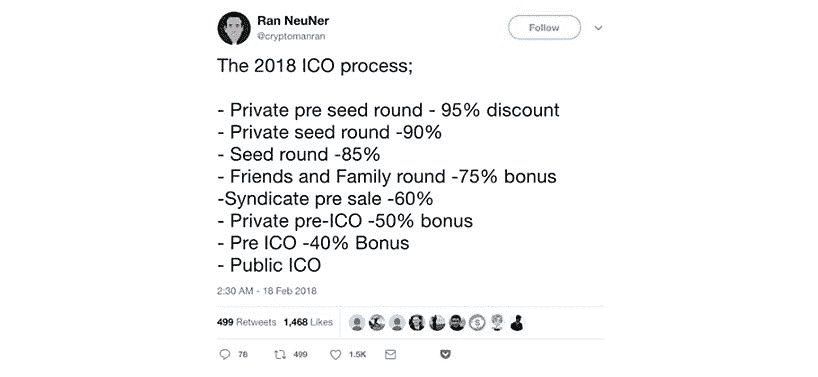 Ran NeuNer
@cryptomanran
Follow
The 2018 ICO process;
- Private pre seed round - 95% discount
- Private seed round -90%
- Seed round -85%
- Friends and Family round -75% bonus
-Syndicate pre sale -60%
- Private pre-ICO -50% bonus
- Pre ICO -40% Bonus
- Public ICO
2:30 AM - 18 Feb 2018
499 Retweets 1,468 Likes
78 499 1.5K